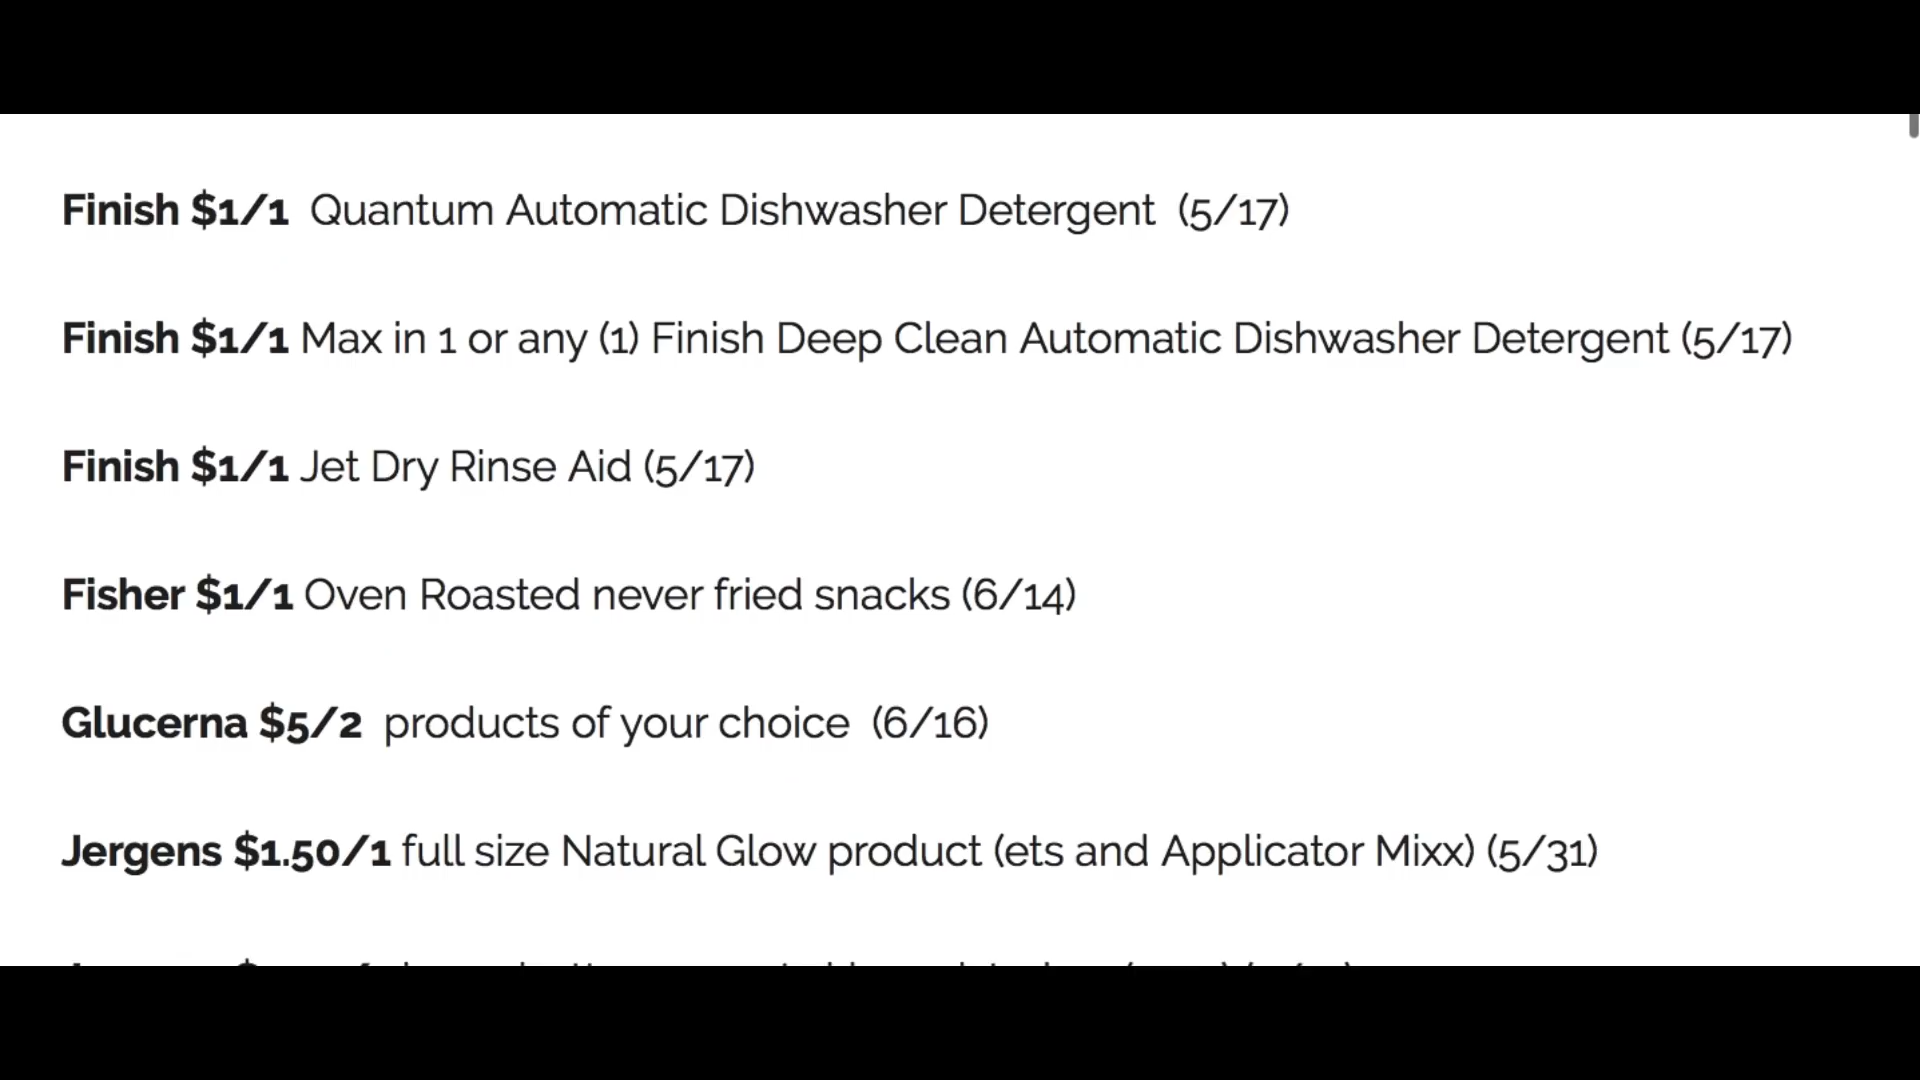 Finish $1/1 Quantum Automatic Dishwasher Detergent (5/17)
Finish $1/1 Max in 1 or any (1) Finish Deep Clean Automatic Dishwasher Detergent (5/17)
Finish $1/1 Jet Dry Rinse Aid (5/17)
Fisher $1/1 Oven Roasted never fried snacks (6/14)
Glucerna $5/2 products of your choice (6/16)
Jergens $1.50/1 full size Natural Glow product (ets and Applicator Mixx) (5/31)